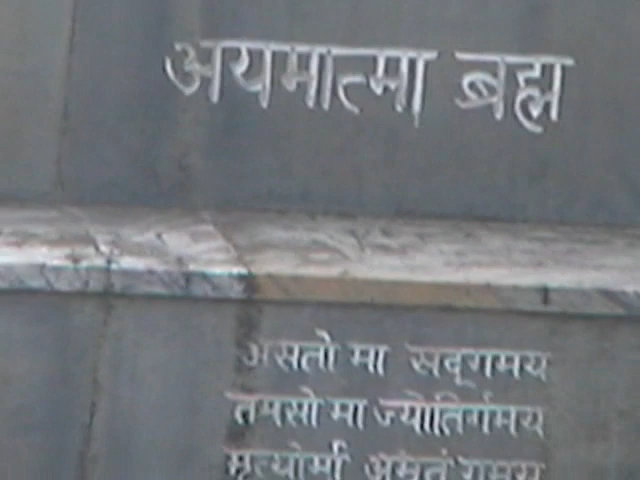 अयमात्मा ब्रह्म
असतो मा सद्गमय
तमसो मा ज्योतिर्गमय
मृत्योर्मा अमृतं गमय